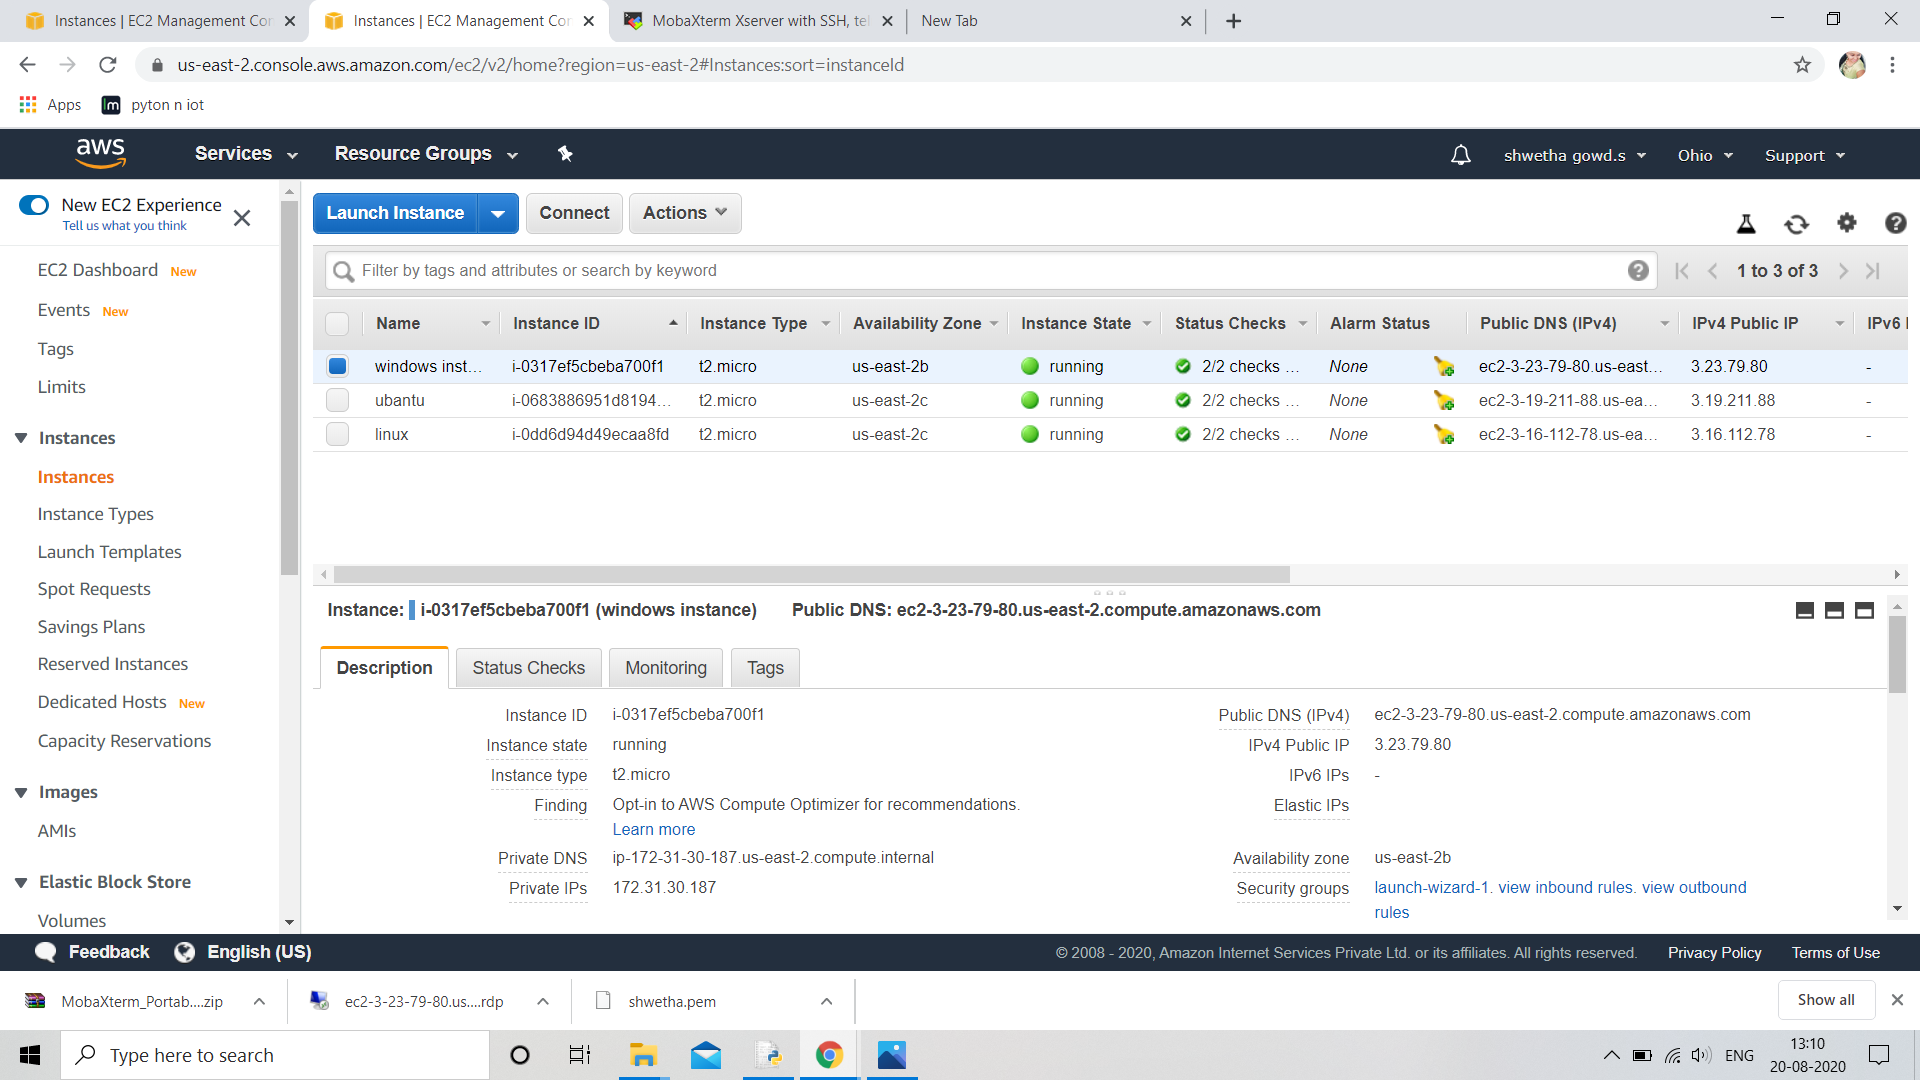 Instances | EC2 Management Con
Instances | EC2 Management Con
MobaXterm Xserver with SSH, tel
New Tab
us-east-2.console.aws.amazon.com/ec2/v2/home?region=us-east-2#Instances:sort=instanceId
Apps
lm
pyton n iot
aws
Services
Resource Groups
shwetha gowd.s
Ohio
Support
New EC2 Experience
Tell us what you think
EC2 Dashboard New
Events New
Tags
Limits
Instances
Instances
Instance Types
Launch Templates
Spot Requests
Savings Plans
Reserved Instances
Dedicated Hosts New
Capacity Reservations
Images
AMIs
Elastic Block Store
Volumes
Launch Instance
Connect
Actions
Filter by tags and attributes or search by keyword
1 to 3 of 3
Name Instance ID Instance Type Availability Zone Instance State Status Checks Alarm Status Public DNS (IPv4) IPv4 Public IP IPv6 I
windows inst... i-0317ef5cbeba700f1 t2.micro us-east-2b running 2/2 checks ... None ec2-3-23-79-80.us-east... 3.23.79.80 -
ubantu i-0683886951d8194... t2.micro us-east-2c running 2/2 checks ... None ec2-3-19-211-88.us-ea... 3.19.211.88 -
linux i-0dd6d94d49ecaa8fd t2.micro us-east-2c running 2/2 checks ... None ec2-3-16-112-78.us-ea... 3.16.112.78 -
Instance: i-0317ef5cbeba700f1 (windows instance) Public DNS: ec2-3-23-79-80.us-east-2.compute.amazonaws.com
Description
Status Checks
Monitoring
Tags
Instance ID i-0317ef5cbeba700f1
Instance state running
Instance type t2.micro
Finding Opt-in to AWS Compute Optimizer for recommendations.
Learn more
Private DNS ip-172-31-30-187.us-east-2.compute.internal
Private IPs 172.31.30.187
Public DNS (IPv4) ec2-3-23-79-80.us-east-2.compute.amazonaws.com
IPv4 Public IP 3.23.79.80
IPv6 IPs -
Elastic IPs
Availability zone us-east-2b
Security groups launch-wizard-1. view inbound rules. view outbound
rules
Feedback
English (US)
© 2008 - 2020, Amazon Internet Services Private Ltd. or its affiliates. All rights reserved.
Privacy Policy
Terms of Use
MobaXterm_Portab....zip
ec2-3-23-79-80.us....rdp
shwetha.pem
Show all
Type here to search
ENG
13:10
20-08-2020